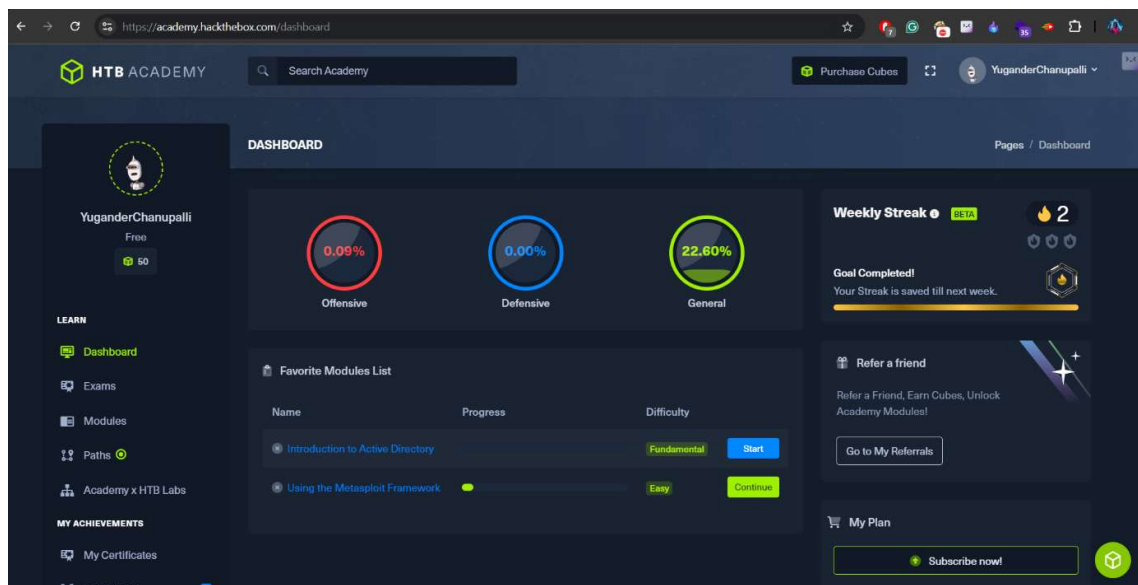 https://academy.hackthebox.com/dashboard
7
35
HTB ACADEMY
Search Academy
Purchase Cubes
YuganderChanupalli
DASHBOARD
Pages / Dashboard
YuganderChanupalli
Free
50
LEARN
Dashboard
Exams
Modules
Paths
Academy x HTB Labs
MY ACHIEVEMENTS
My Certificates
0.09%
Offensive
0.00%
Defensive
22.60%
General
Favorite Modules List
Name Progress Difficulty
Introduction to Active Directory Fundamental Start
Using the Metasploit Framework Easy Continue
Weekly Streak BETA 2
Goal Completed!
Your Streak is saved till next week.
Refer a friend
Refer a Friend, Earn Cubes, Unlock
Academy Modules!
Go to My Referrals
My Plan
Subscribe now!